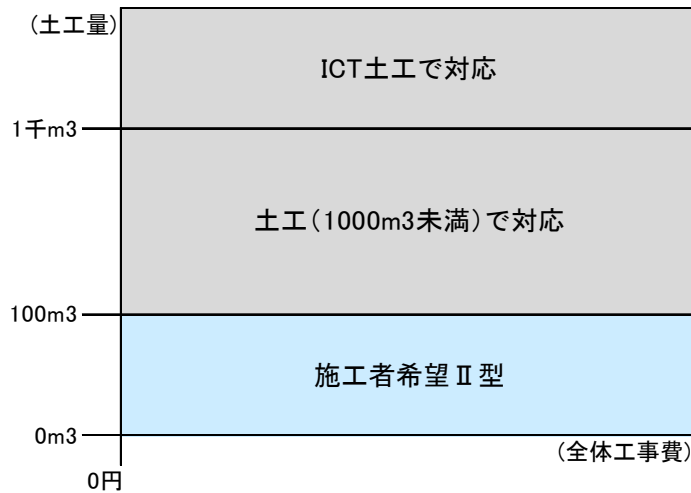 (土工量)
ICT土工で対応
1千m3
土工(1000m3未満)で対応
100m3
施工者希望Ⅱ型
0m3
(全体工事費)
0円